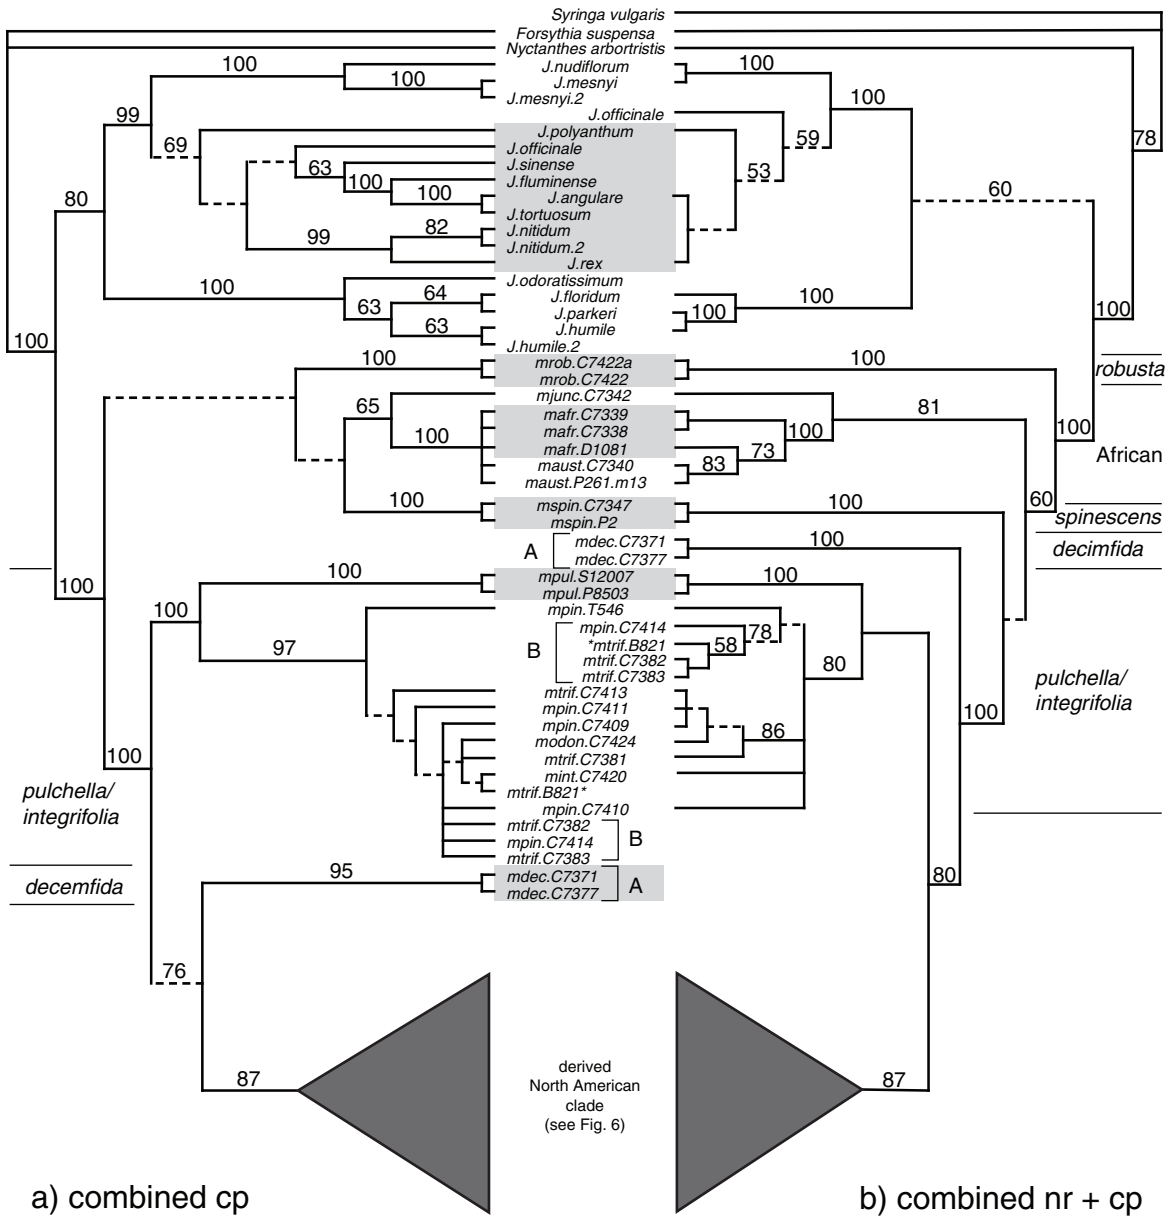 Syringa vulgaris
Forsythia suspensa
Nyctanthes arbortristis
J.nudiflorum
100
100
J.mesnyi
100
J.mesnyi.2
99
J.officinale
100
78
J.polyanthum
69
59
J.officinale
J.sinense
63
53
J.fluminense
100
J.angulare
100
60
80
J.tortuosum
J.nitidum
82
99
J.nitidum.2
J.rex
J.odoratissimum
100
J.floridum
64
100
63
J.parkeri
100
100
J.humile
63
100
J.humile.2
mrob.C7422a
100
100
robusta
mrob.C7422
mjunc.C7342
65
81
mafr.C7339
mafr.C7338
100
100
100
mafr.D1081
73
African
maust.C7340
83
maust.P261.m13
mspin.C7347
100
100
60
spinescens
mspin.P2
A
mdec.C7371
100
decimfida
mdec.C7377
mpul.S12007
100
100
100
mpul.P8503
100
mpin.T546
mpin.C7414
78
97
B
*mtrif.B821
58
mtrif.C7382
80
mtrif.C7383
pulchella/
integrifolia
mtrif.C7413
mpin.C7411
100
mpin.C7409
86
modon.C7424
100
mtrif.C7381
mint.C7420
pulchella/
integrifolia
mtrif.B821*
mpin.C7410
mtrif.C7382
mpin.C7414
B
mtrif.C7383
decemfida
95
mdec.C7371
A
80
mdec.C7377
76
87
87
derived
North American
clade
(see Fig. 6)
a) combined cp
b) combined nr + cp